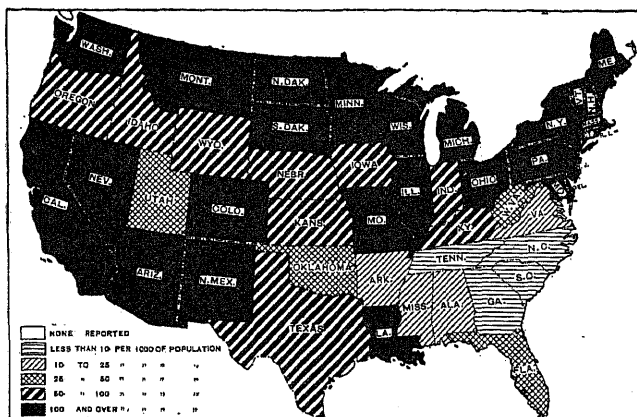 WASH.
MONT.
N.DAK.
MINN.
ME.
VT.
N.H.
OREGON
IDAHO
S.DAK.
WIS.
MICH.
N.Y.
MASS
WYO.
NEBR
IOWA
PA.
NEV.
UTAH
COLO.
KANS.
MO.
ILL.
IND.
OHIO
VA.
KY.
CAL.
ARIZ.
N.MEX.
OKLAHOMA
ARK.
TENN.
N.C.
S.C.
MISS.
ALA.
GA.
TEXAS
LA.
FLA.
NONE REPORTED
LESS THAN 10 PER 1000 OF POPULATION
10 TO 25 " " " "
25 " 50 " " " "
50 " 100 " " " "
100 AND OVER " " " "